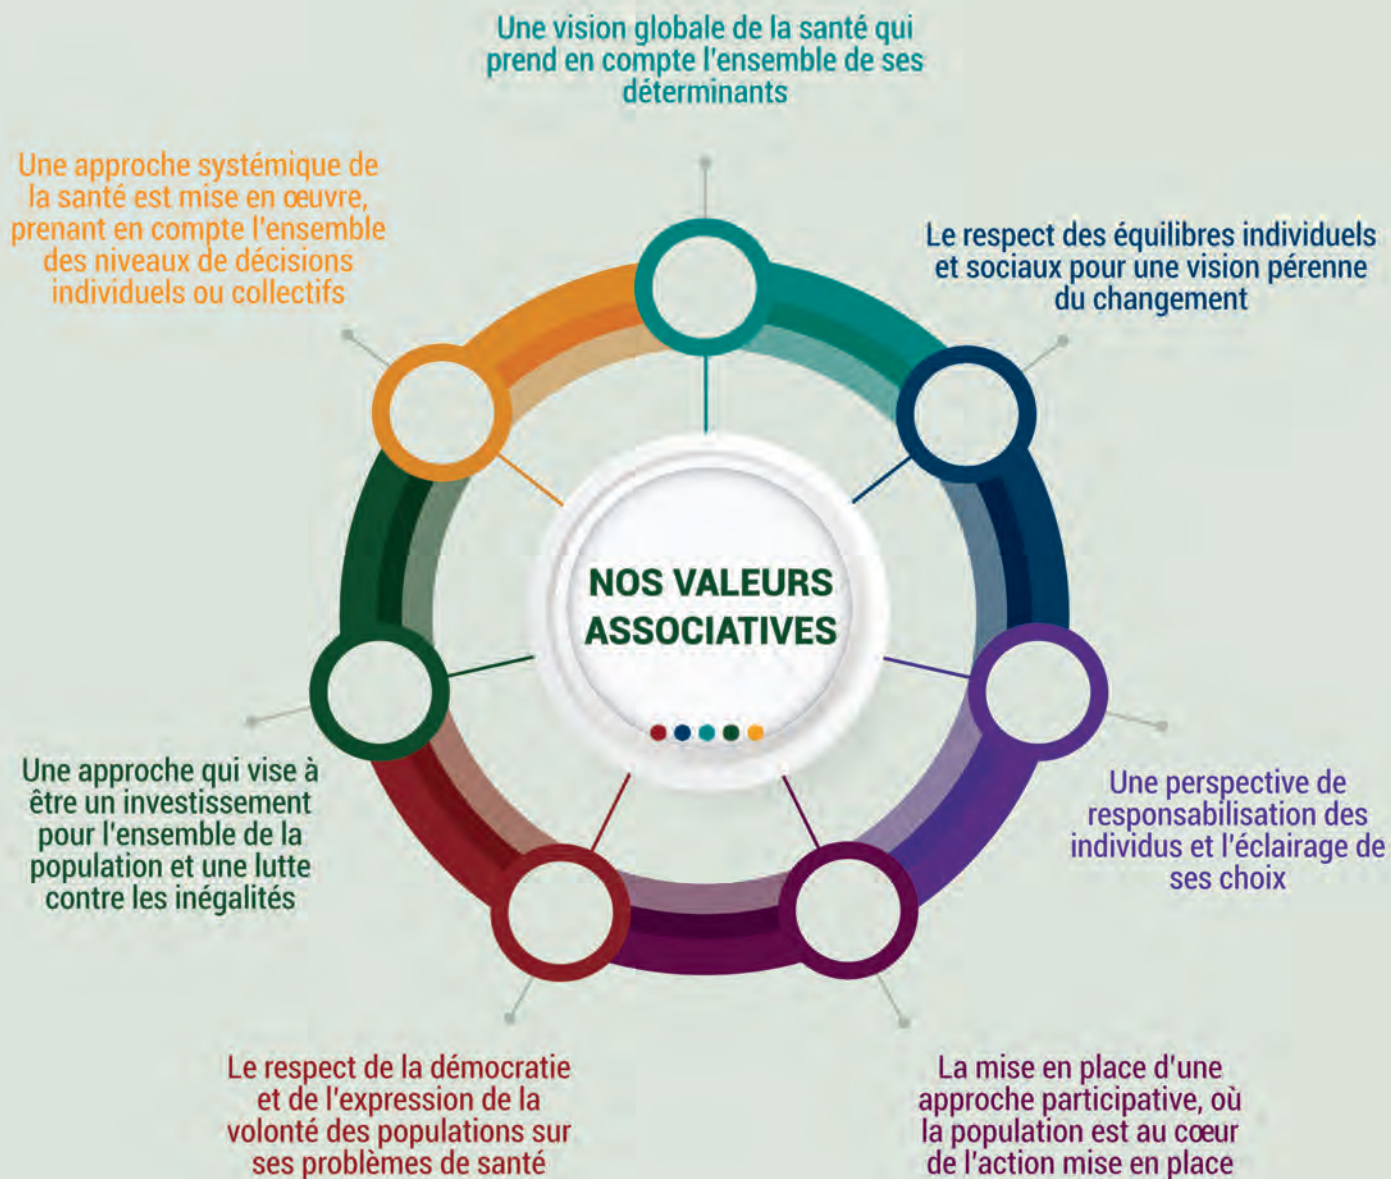 Une vision globale de la santé qui
prend en compte l'ensemble de ses
déterminants
Le respect des équilibres individuels
et sociaux pour une vision pérenne
du changement
Une perspective de
responsabilisation des
individus et l'éclairage de
ses choix
La mise en place d'une
approche participative, où
la population est au cœur
de l'action mise en place
Le respect de la démocratie
et de l'expression de la
volonté des populations sur
ses problèmes de santé
Une approche qui vise à
être un investissement
pour l'ensemble de la
population et une lutte
contre les inégalités
Une approche systémique de
la santé est mise en œuvre,
prenant en compte l'ensemble
des niveaux de décisions
individuels ou collectifs
NOS VALEURS
ASSOCIATIVES